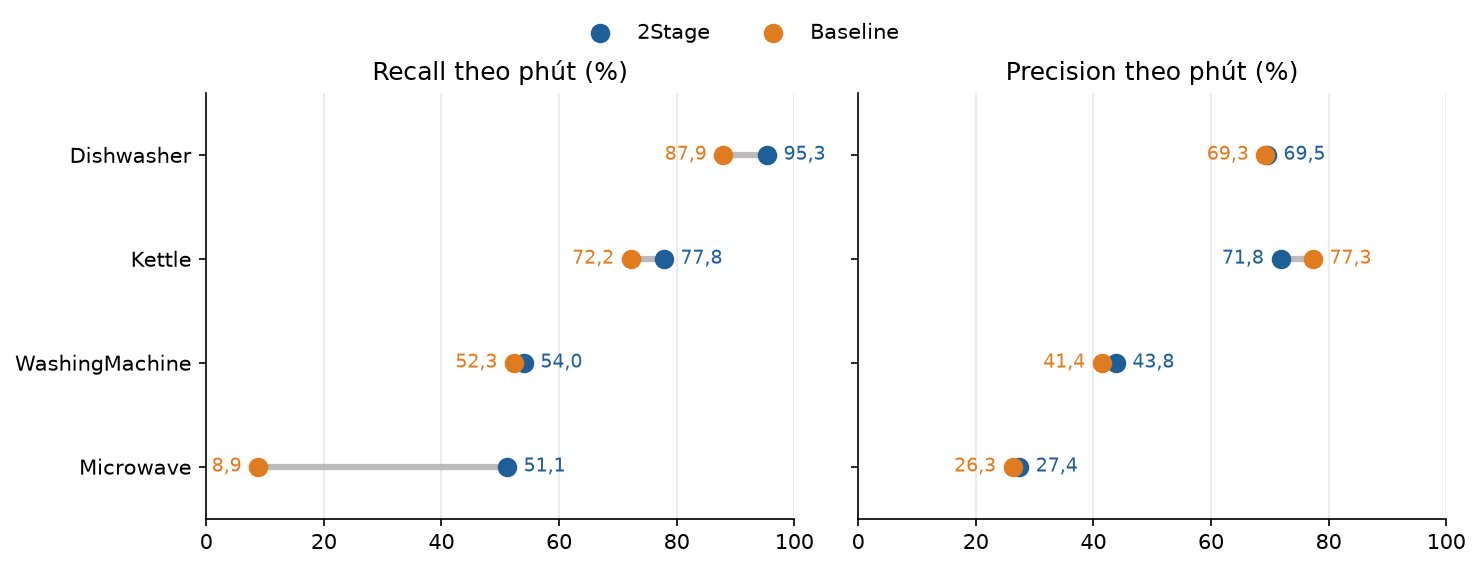 2Stage Baseline
Recall theo phút (%)
Dishwasher 87,9 95,3
Kettle 72,2 77,8
WashingMachine 52,3 54,0
Microwave 8,9 51,1
0 20 40 60 80 100
Precision theo phút (%)
69,3 69,5
71,8 77,3
41,4 43,8
26,3 27,4
0 20 40 60 80 100